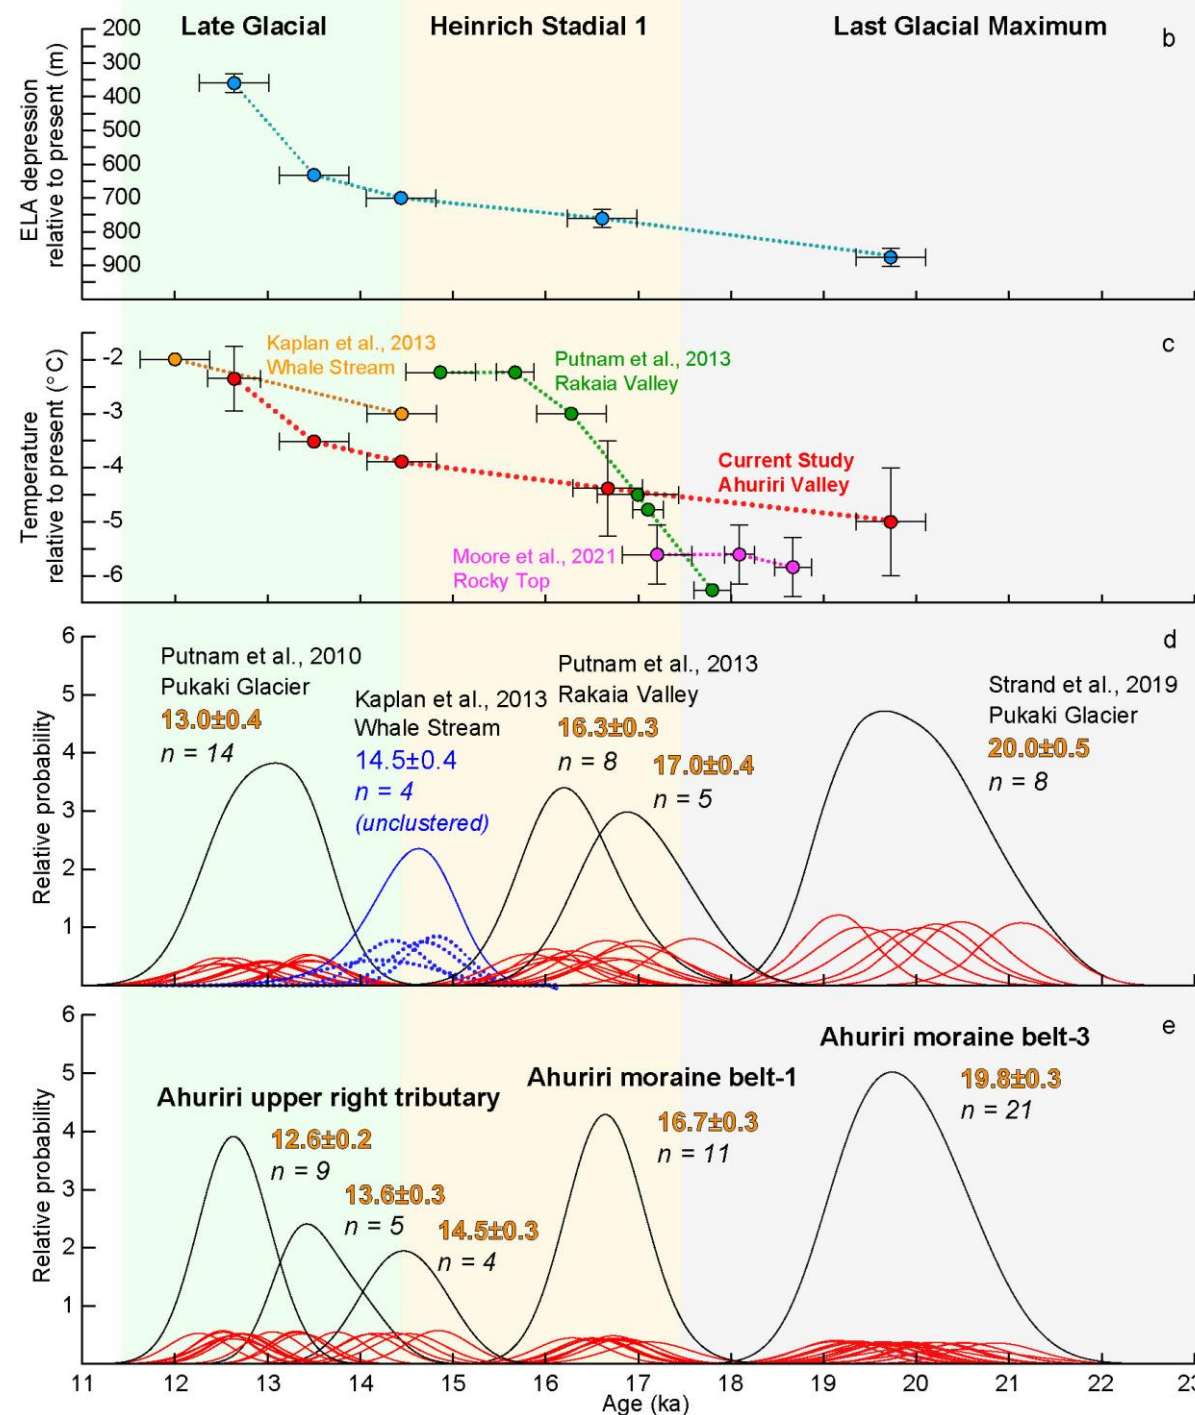 Late Glacial
Heinrich Stadial 1
Last Glacial Maximum
b
ELA depression
relative to present (m)
200
300
400
500
600
700
800
900
c
Temperature
relative to present (°C)
-2
-3
-4
-5
-6
Kaplan et al., 2013
Whale Stream
Putnam et al., 2013
Rakaia Valley
Current Study
Ahuriri Valley
Moore et al., 2021
Rocky Top
d
Relative probability
6
5
4
3
2
1
Putnam et al., 2010
Pukaki Glacier
13.0±0.4
n = 14
Kaplan et al., 2013
Whale Stream
14.5±0.4
n = 4
(unclustered)
Putnam et al., 2013
Rakaia Valley
16.3±0.3
n = 8
17.0±0.4
n = 5
Strand et al., 2019
Pukaki Glacier
20.0±0.5
n = 8
e
Relative probability
6
5
4
3
2
1
Ahuriri upper right tributary
12.6±0.2
n = 9
13.6±0.3
n = 5
14.5±0.3
n = 4
Ahuriri moraine belt-1
16.7±0.3
n = 11
Ahuriri moraine belt-3
19.8±0.3
n = 21
11 12 13 14 15 16 17 18 19 20 21 22
Age (ka)